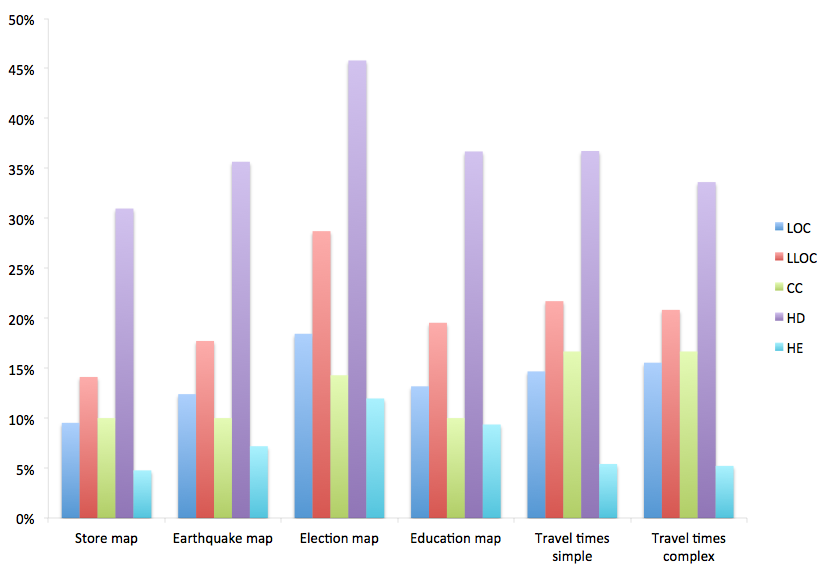 50%
45%
40%
35%
30%
25%
20%
15%
10%
5%
0%
Store map
Earthquake map
Election map
Education map
Travel times
simple
Travel times
complex
LOC
LLOC
CC
HD
HE